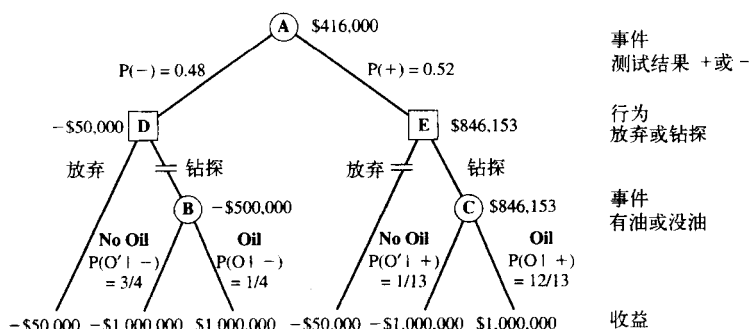 A $416,000
事件
测试结果 +或 -
P(−) = 0.48 P(+) = 0.52
行为
放弃或钻探
−$50,000 D E $846,153
放弃 钻探 放弃 钻探
事件
有油或没油
B −$500,000 C $846,153
No Oil Oil No Oil Oil
P(O′ | −) P(O | −) P(O′ | +) P(O | +)
= 3/4 = 1/4 = 1/13 = 12/13
−$50,000 −$1,000,000 $1,000,000 −$50,000 −$1,000,000 $1,000,000 收益